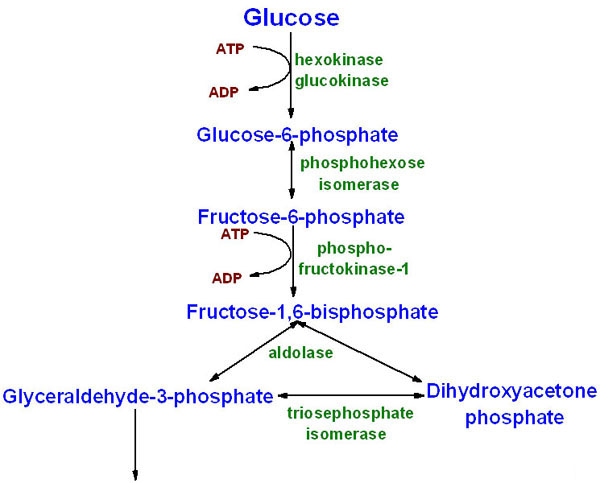 Glucose
ATP
hexokinase
glucokinase
ADP
Glucose-6-phosphate
phosphohexose
isomerase
Fructose-6-phosphate
ATP
phospho-
fructokinase-1
ADP
Fructose-1,6-bisphosphate
aldolase
Glyceraldehyde-3-phosphate
Dihydroxyacetone
phosphate
triosephosphate
isomerase